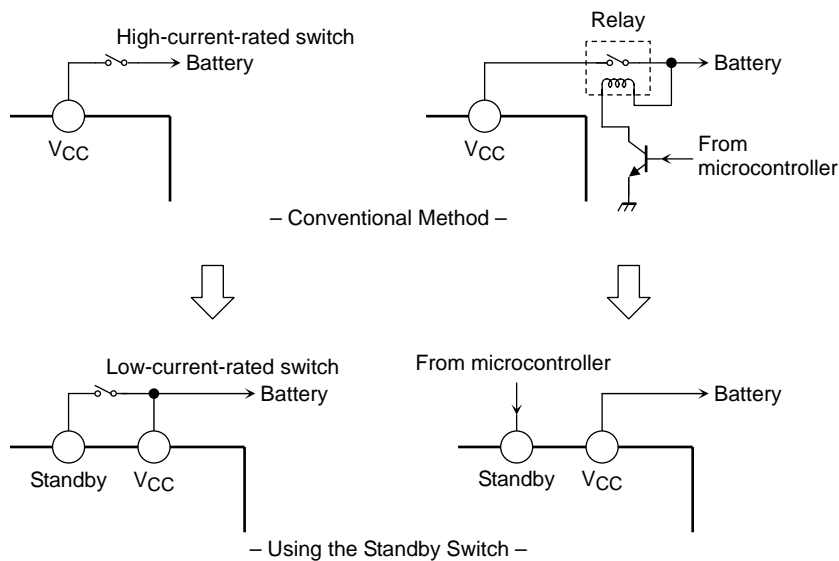 High-current-rated switch
Battery
VCC
Relay
Battery
VCC
From
microcontroller
– Conventional Method –
Low-current-rated switch
Battery
Standby
VCC
From microcontroller
Battery
Standby
VCC
– Using the Standby Switch –